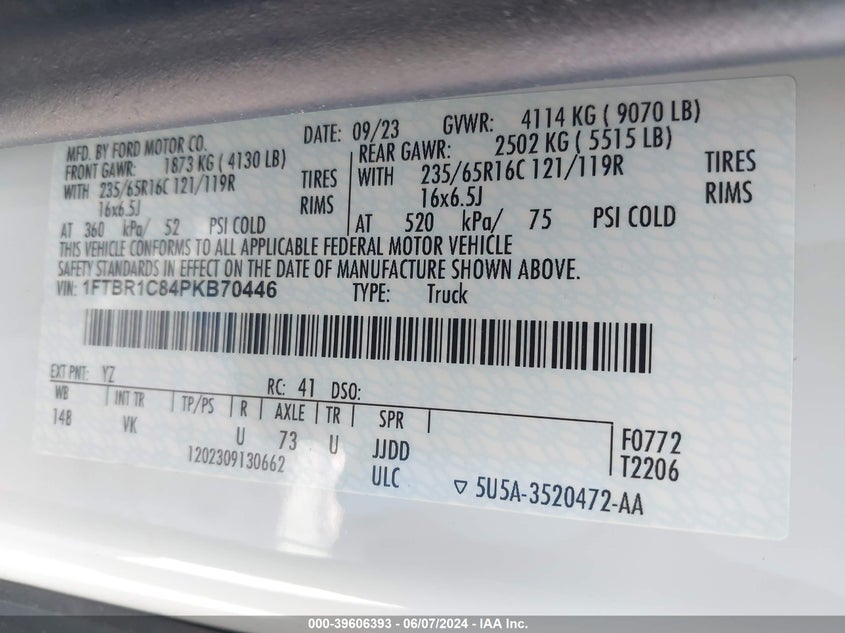 MFD. BY FORD MOTOR CO. DATE: 09/23 GVWR: 4114 KG ( 9070 LB)
FRONT GAWR: 1873 KG ( 4130 LB) REAR GAWR: 2502 KG ( 5515 LB)
WITH 235/65R16C 121/119R TIRES WITH 235/65R16C 121/119R TIRES
16x6.5J RIMS 16x6.5J RIMS
AT 360 kPa/ 52 PSI COLD AT 520 kPa/ 75 PSI COLD
THIS VEHICLE CONFORMS TO ALL APPLICABLE FEDERAL MOTOR VEHICLE
SAFETY STANDARDS IN EFFECT ON THE DATE OF MANUFACTURE SHOWN ABOVE.
VIN: 1FTBR1C84PKB70446 TYPE: Truck
EXT PNT: YZ RC: 41 DSO:
WB INT TR TP/PS R AXLE TR SPR
148 VK U 73 U JJDD F0772
1202309130662 ULC T2206
▽ 5U5A-3520472-AA
000-39606393 - 06/07/2024 - IAA Inc.